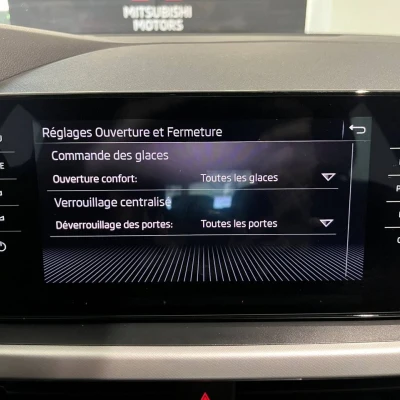 MITSUBISHI
MOTORS
Réglages Ouverture et Fermeture
Commande des glaces
Ouverture confort: Toutes les glaces
Verrouillage centralisé
Déverrouillage des portes: Toutes les portes